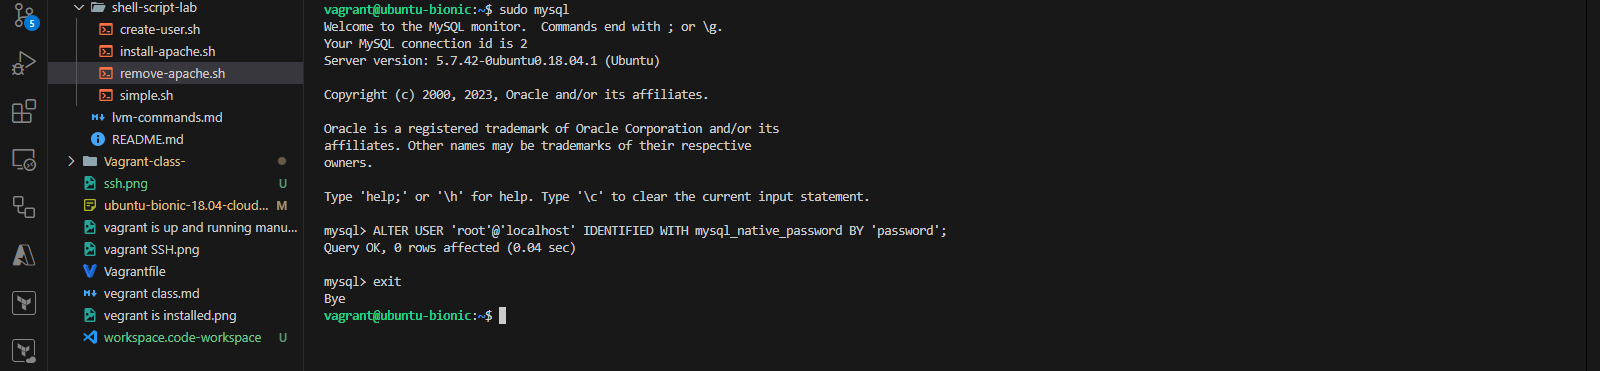 5
shell-script-lab
create-user.sh
install-apache.sh
remove-apache.sh
simple.sh
lvm-commands.md
README.md
Vagrant-class-
ssh.png U
ubuntu-bionic-18.04-cloud... M
vagrant is up and running manu...
vagrant SSH.png
Vagrantfile
vegrant class.md
vegrant is installed.png
workspace.code-workspace U
vagrant@ubuntu-bionic:~$ sudo mysql
Welcome to the MySQL monitor.  Commands end with ; or \g.
Your MySQL connection id is 2
Server version: 5.7.42-0ubuntu0.18.04.1 (Ubuntu)
Copyright (c) 2000, 2023, Oracle and/or its affiliates.
Oracle is a registered trademark of Oracle Corporation and/or its
affiliates. Other names may be trademarks of their respective
owners.
Type 'help;' or '\h' for help. Type '\c' to clear the current input statement.
mysql> ALTER USER 'root'@'localhost' IDENTIFIED WITH mysql_native_password BY 'password';
Query OK, 0 rows affected (0.04 sec)
mysql> exit
Bye
vagrant@ubuntu-bionic:~$